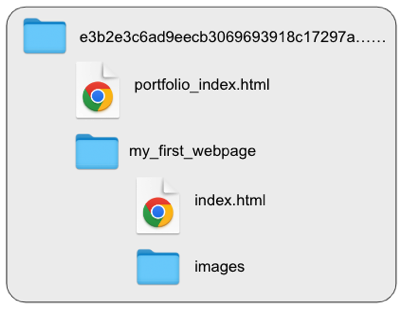 e3b2e3c6ad9eecb3069693918c17297a......
portfolio_index.html
my_first_webpage
index.html
images